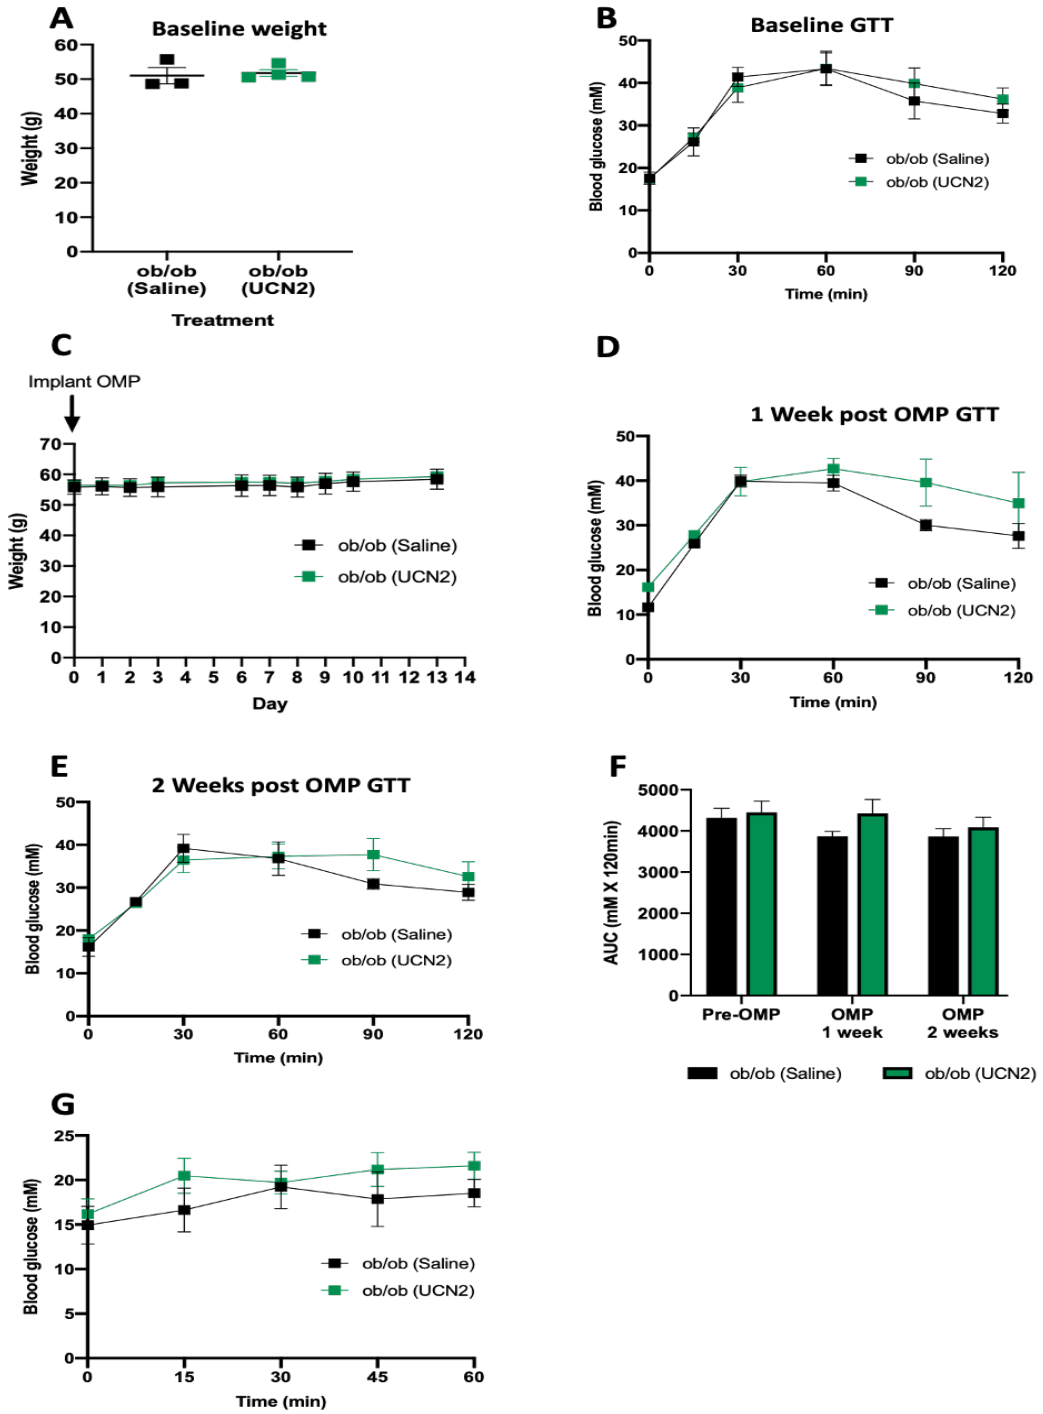 A
Baseline weight
60
50
40
30
20
10
0
Weight (g)
ob/ob
(Saline)
ob/ob
(UCN2)
Treatment
B
Baseline GTT
50
40
30
20
10
0
Blood glucose (mM)
ob/ob (Saline)
ob/ob (UCN2)
0 30 60 90 120
Time (min)
C
Implant OMP
70
60
50
40
30
20
10
0
Weight (g)
ob/ob (Saline)
ob/ob (UCN2)
0 1 2 3 4 5 6 7 8 9 10 11 12 13 14
Day
D
1 Week post OMP GTT
50
40
30
20
10
0
Blood glucose (mM)
ob/ob (Saline)
ob/ob (UCN2)
0 30 60 90 120
Time (min)
E
2 Weeks post OMP GTT
50
40
30
20
10
0
Blood glucose (mM)
ob/ob (Saline)
ob/ob (UCN2)
0 30 60 90 120
Time (min)
F
5000
4000
3000
2000
1000
0
AUC (mM X 120min)
Pre-OMP
OMP
1 week
OMP
2 weeks
ob/ob (Saline)
ob/ob (UCN2)
G
25
20
15
10
5
0
Blood glucose (mM)
ob/ob (Saline)
ob/ob (UCN2)
0 15 30 45 60
Time (min)